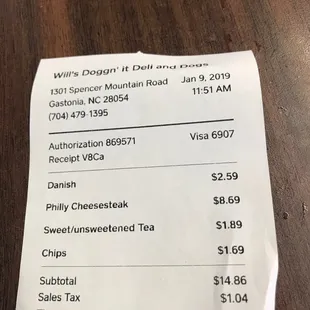 Will's Doggn' it Deli and Dogs
1301 Spencer Mountain Road
Jan 9, 2019
Gastonia, NC 28054
11:51 AM
(704) 479-1395
Authorization 869571
Visa 6907
Receipt V8Ca
Danish $2.59
Philly Cheesesteak $8.69
Sweet/unsweetened Tea $1.89
Chips $1.69
Subtotal $14.86
Sales Tax $1.04